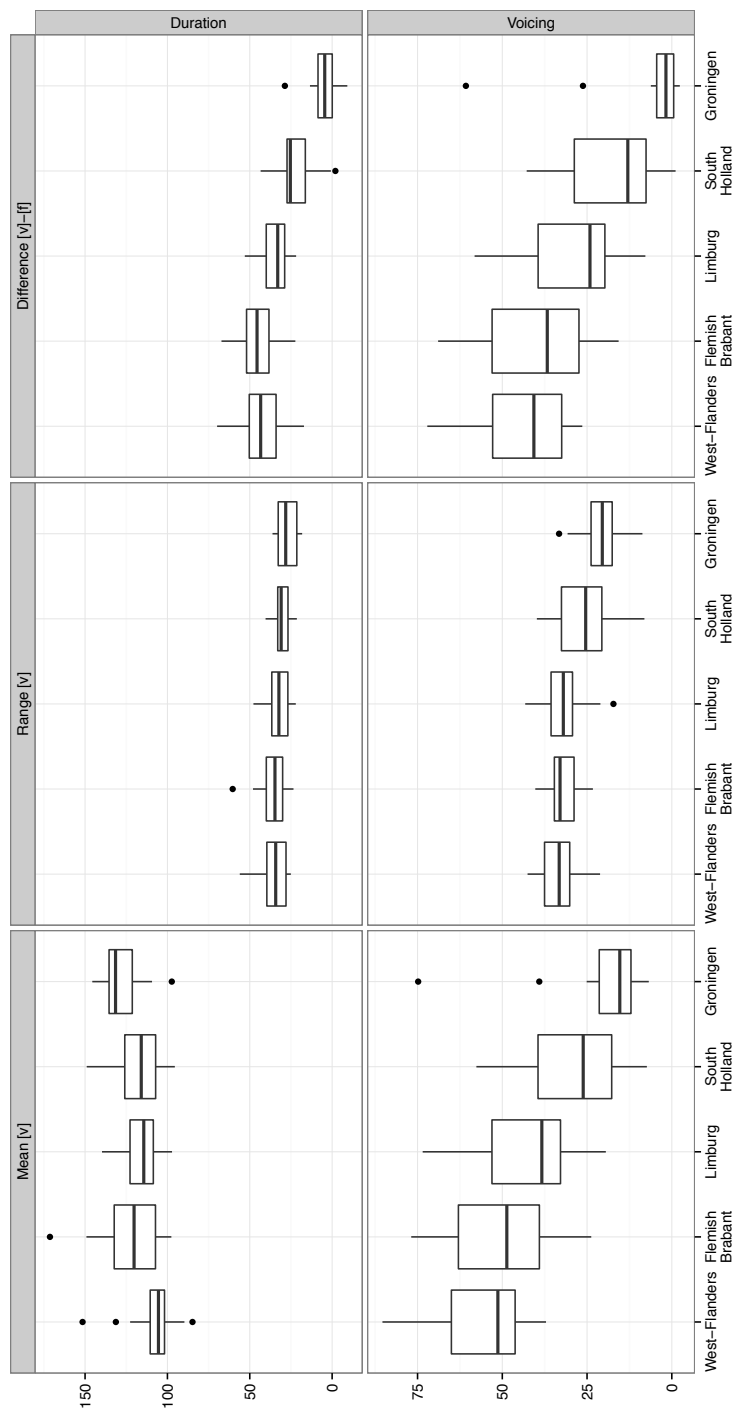 Duration
Voicing
Difference [v]−[f]
Groningen
South
Holland
Limburg
Flemish
Brabant
West−Flanders
Range [v]
Groningen
South
Holland
Limburg
Flemish
Brabant
West−Flanders
Mean [v]
Groningen
South
Holland
Limburg
Flemish
Brabant
West−Flanders
150
100
50
0
75
50
25
0